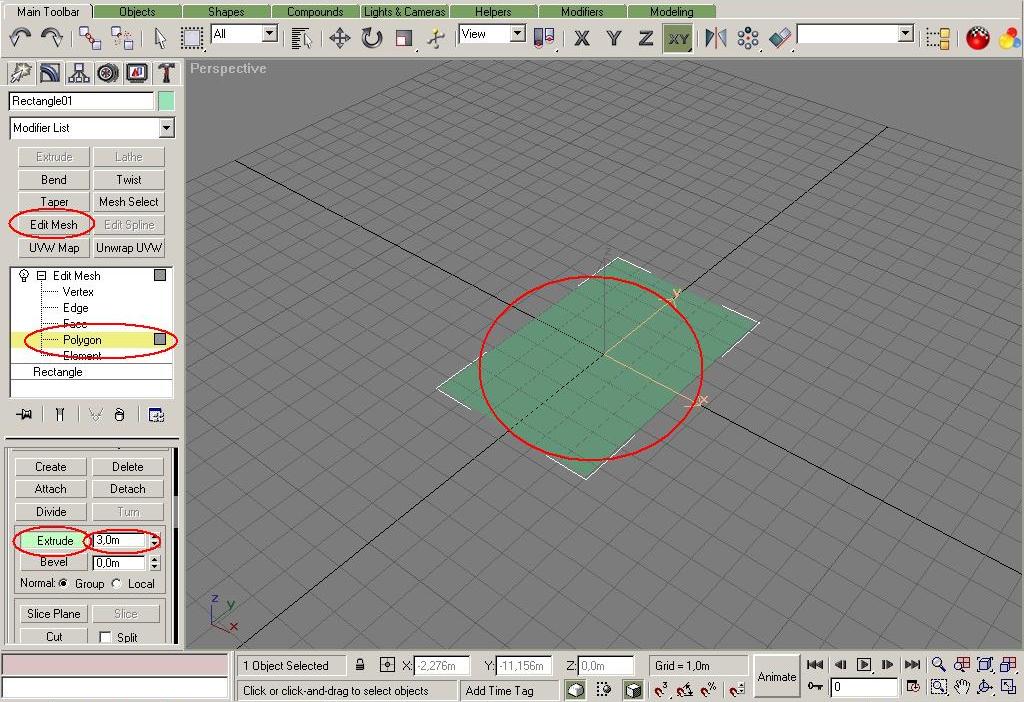 Main Toolbar Objects Shapes Compounds Lights & Cameras Helpers Modifiers Modeling
All View X Y Z XY
Perspective
Rectangle01
Modifier List
Extrude Lathe
Bend Twist
Taper Mesh Select
Edit Mesh Edit Spline
UVW Map Unwrap UVW
Edit Mesh
Vertex
Edge
Face
Polygon
Element
Rectangle
y
x
Create Delete
Attach Detach
Divide Turn
Extrude 3,0m
Bevel 0,0m
Normal: Group Local
Slice Plane Slice
Cut Split
z
y
x
1 Object Selected X: -2,276m Y: -11,156m Z: 0,0m Grid = 1,0m
Animate
Click or click-and-drag to select objects Add Time Tag 0